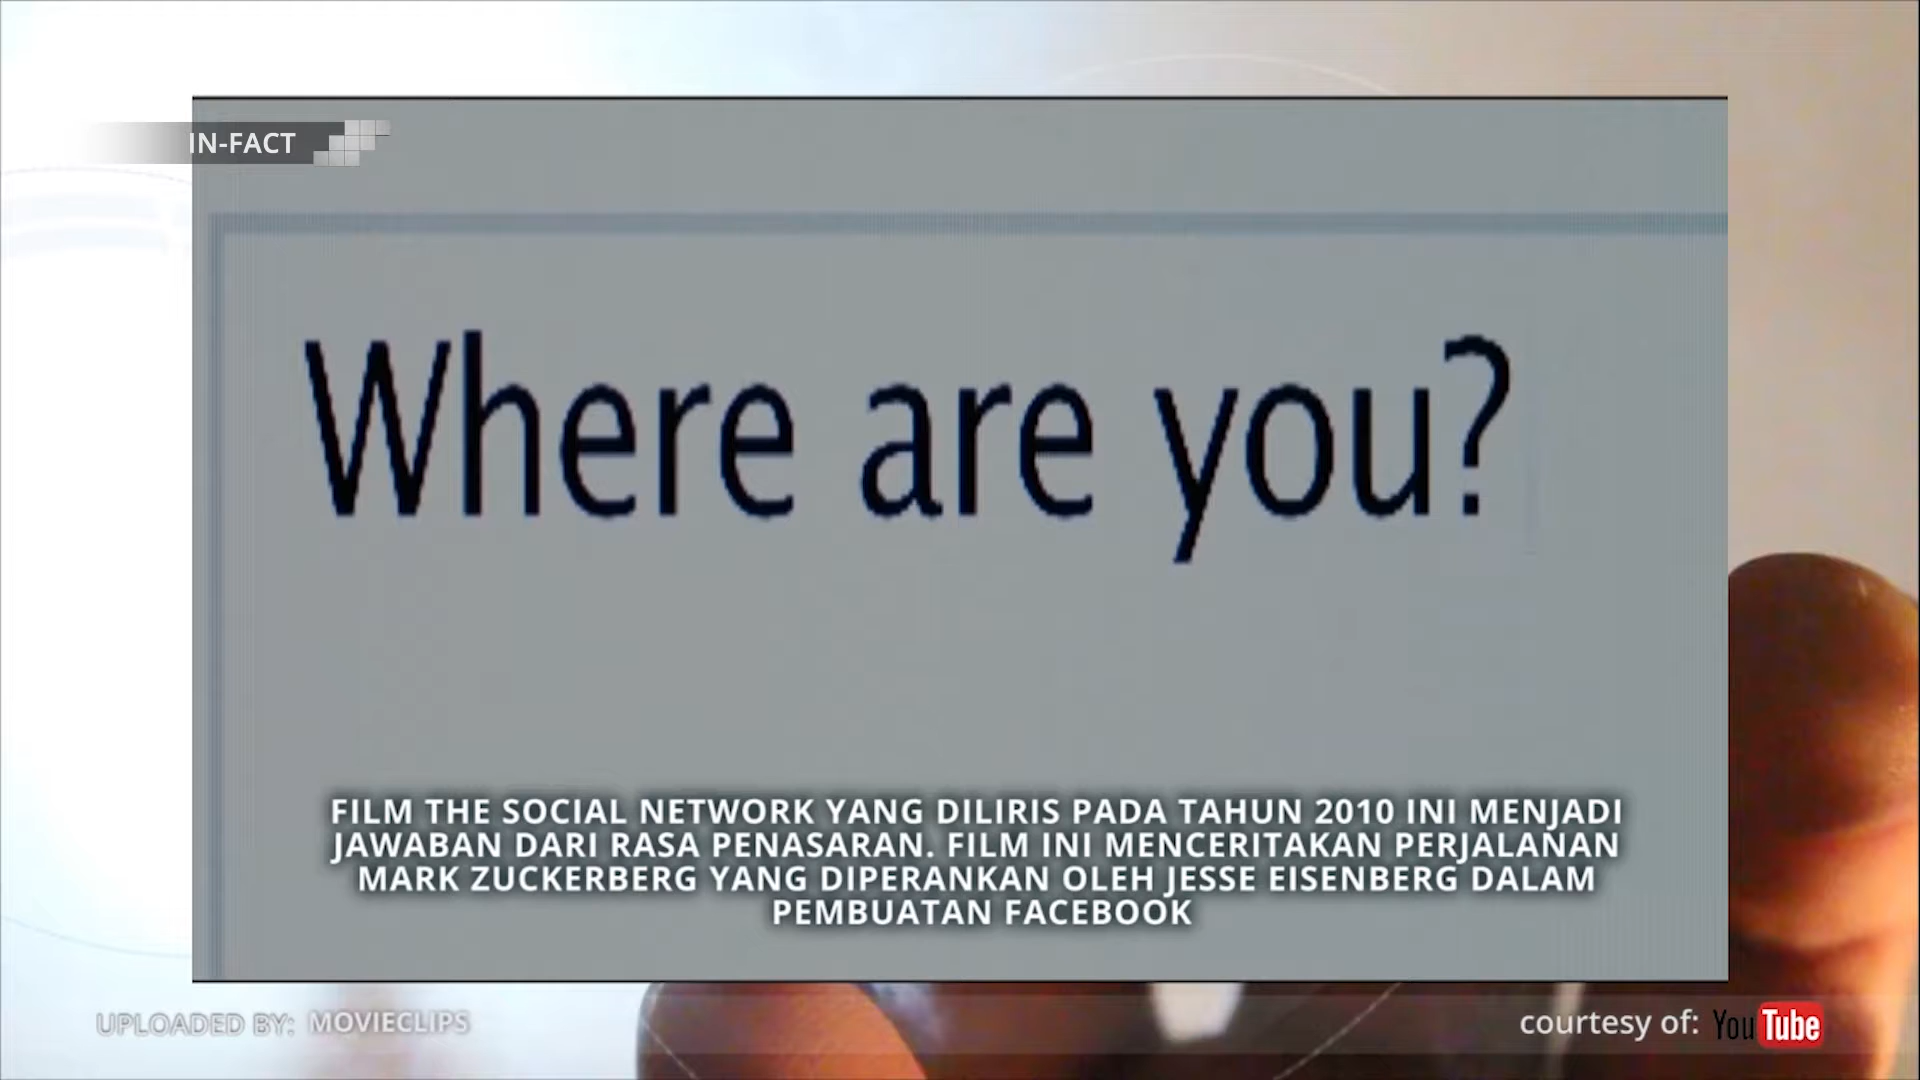 IN-FACT
Where are you?
FILM THE SOCIAL NETWORK YANG DILIRIS PADA TAHUN 2010 INI MENJADI
JAWABAN DARI RASA PENASARAN. FILM INI MENCERITAKAN PERJALANAN
MARK ZUCKERBERG YANG DIPERANKAN OLEH JESSE EISENBERG DALAM
PEMBUATAN FACEBOOK
UPLOADED BY: MOVIECLIPS
courtesy of: YouTube